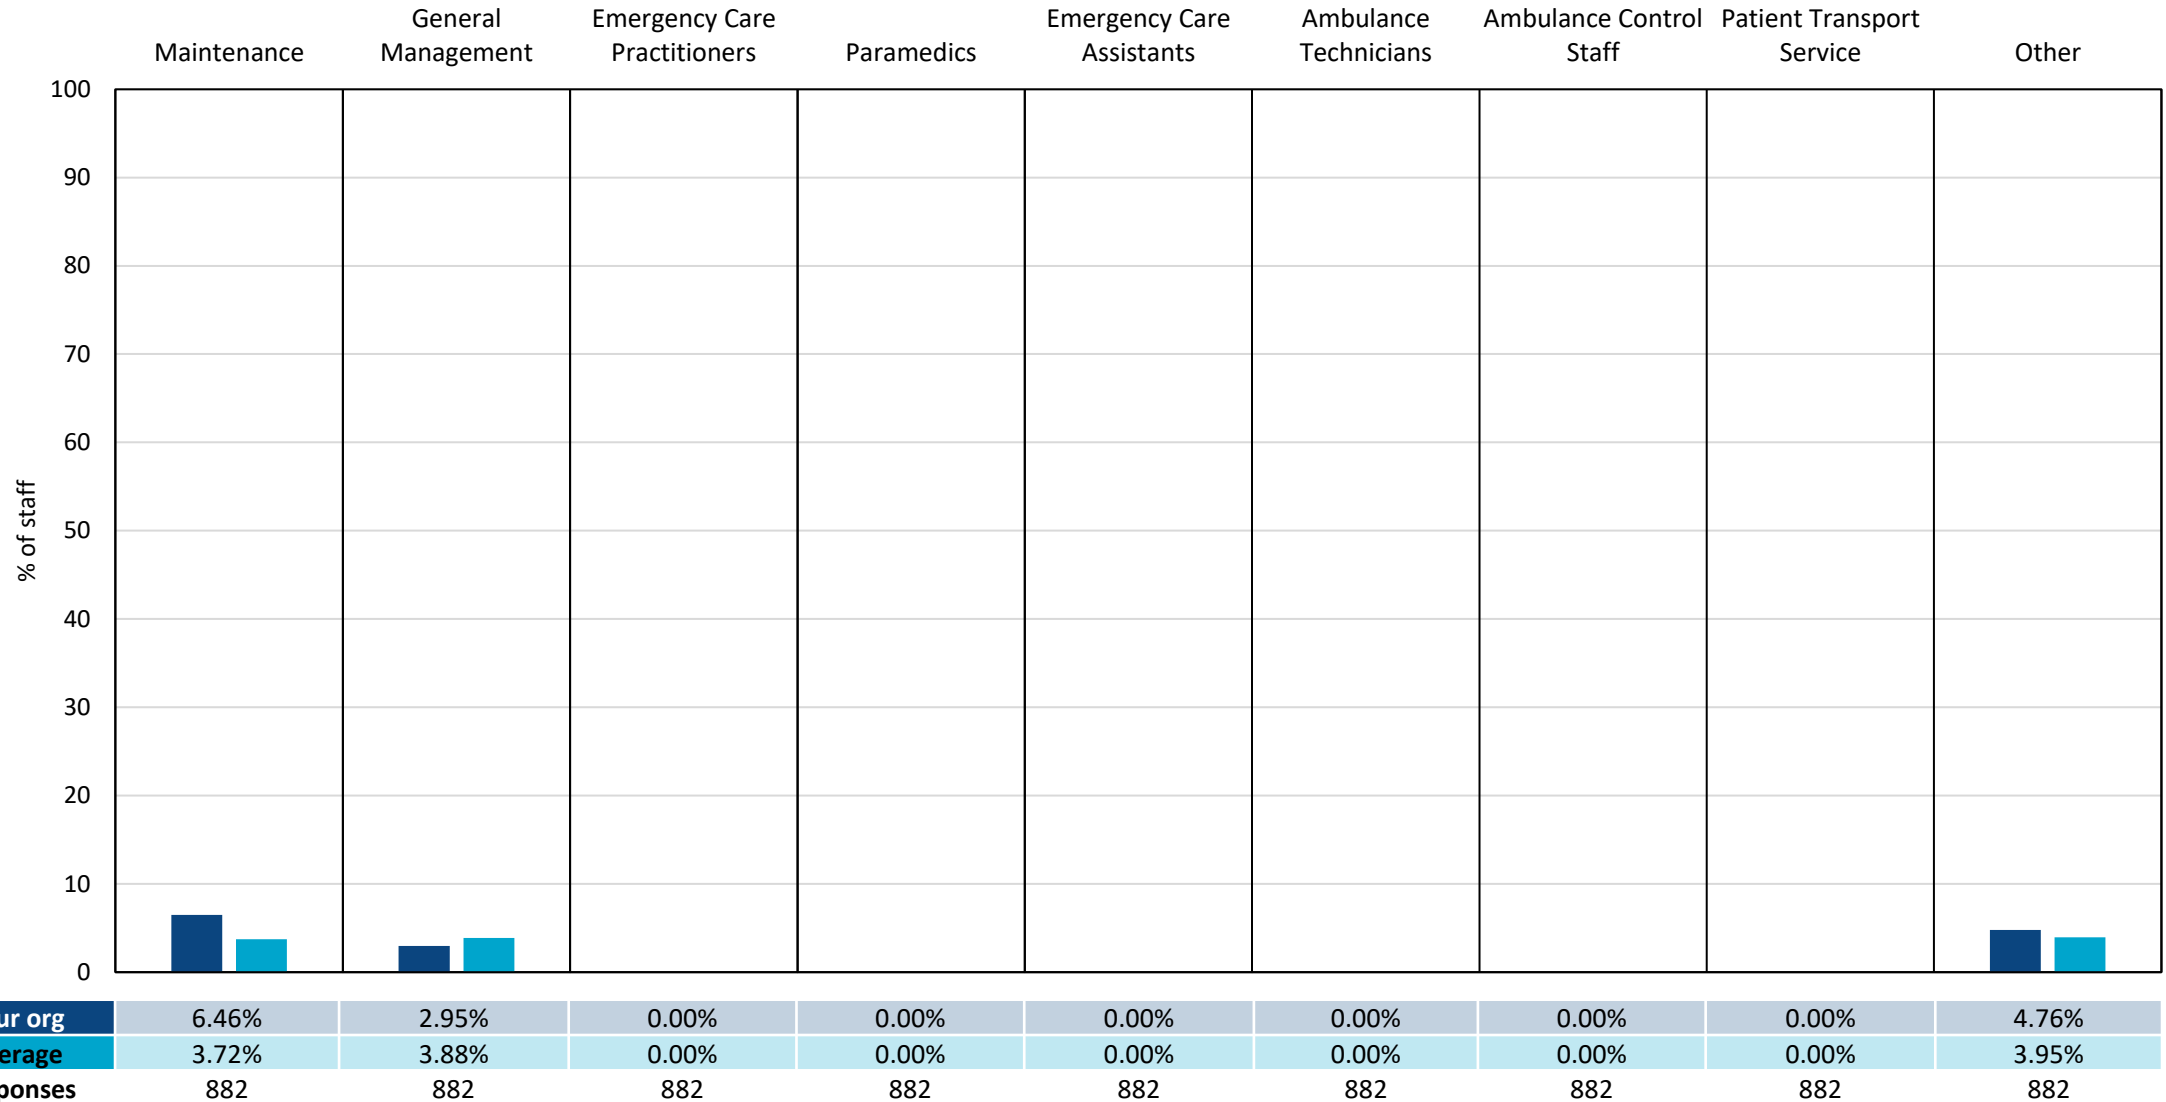 Maintenance
General
Management
Emergency Care
Practitioners
Paramedics
Emergency Care
Assistants
Ambulance
Technicians
Ambulance Control
Staff
Patient Transport
Service
Other
% of staff
100
90
80
70
60
50
40
30
20
10
0
ur org 6.46% 2.95% 0.00% 0.00% 0.00% 0.00% 0.00% 0.00% 4.76%
erage 3.72% 3.88% 0.00% 0.00% 0.00% 0.00% 0.00% 0.00% 3.95%
ponses 882 882 882 882 882 882 882 882 882